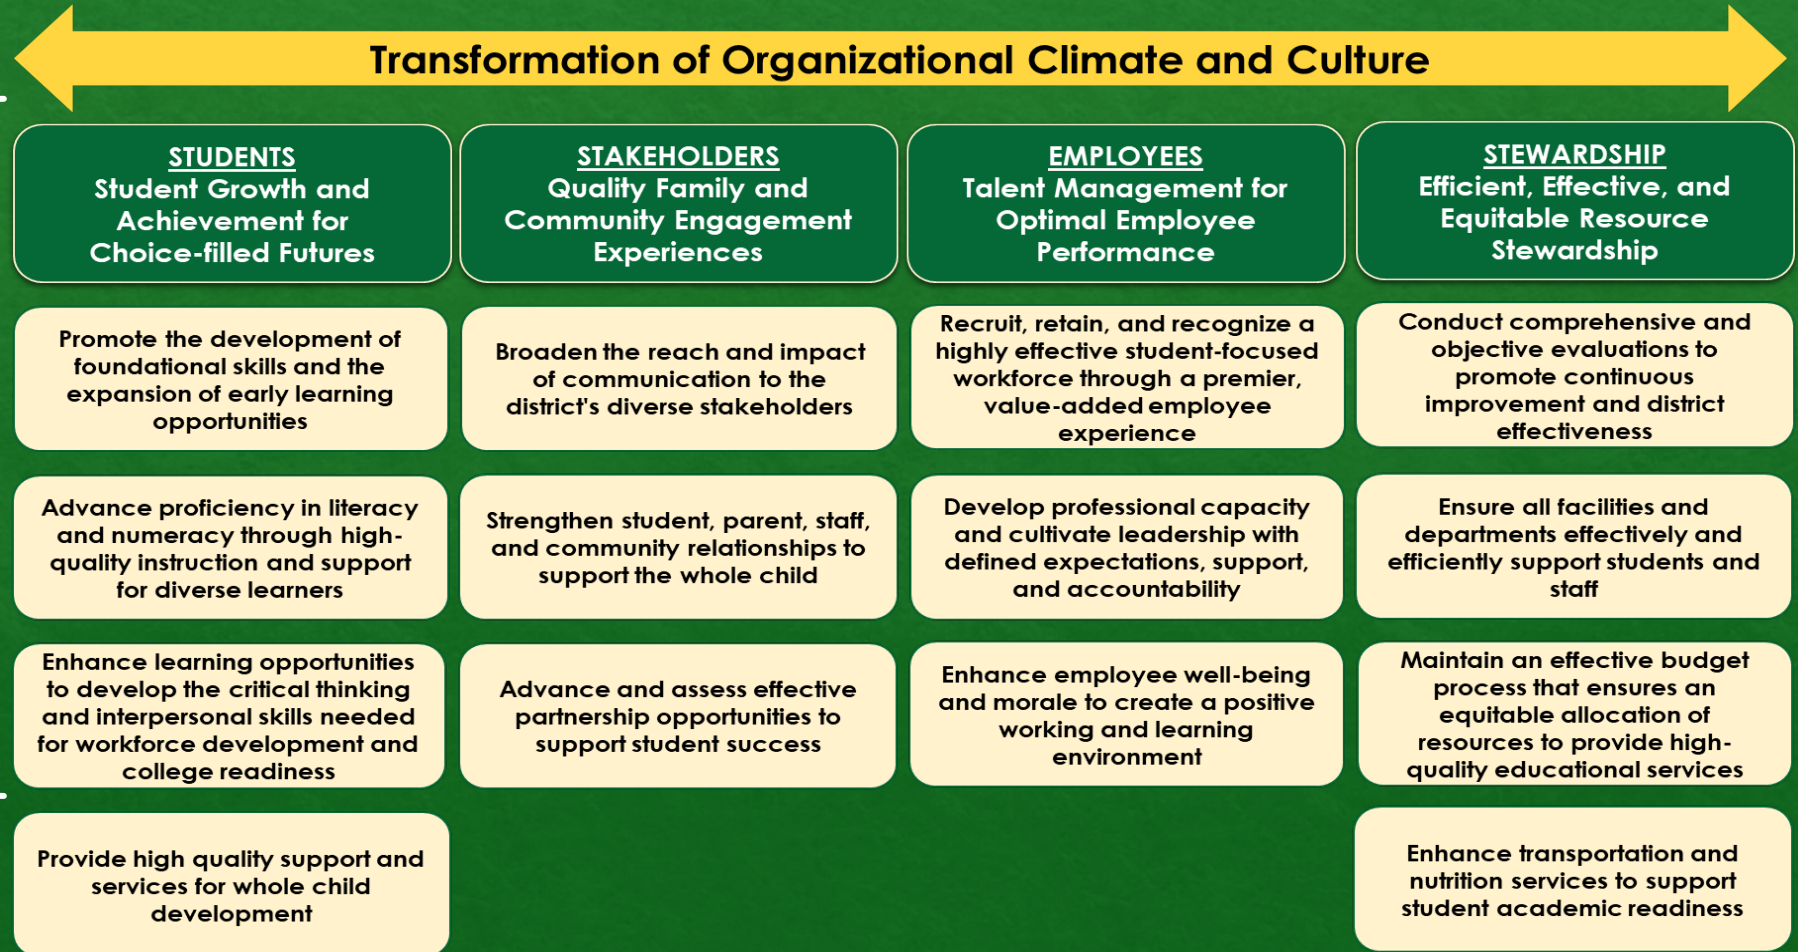 Transformation of Organizational Climate and Culture
STUDENTS
Student Growth and
Achievement for
Choice-filled Futures
STAKEHOLDERS
Quality Family and
Community Engagement
Experiences
EMPLOYEES
Talent Management for
Optimal Employee
Performance
STEWARDSHIP
Efficient, Effective, and
Equitable Resource
Stewardship
Promote the development of
foundational skills and the
expansion of early learning
opportunities
Broaden the reach and impact
of communication to the
district's diverse stakeholders
Recruit, retain, and recognize a
highly effective student-focused
workforce through a premier,
value-added employee
experience
Conduct comprehensive and
objective evaluations to
promote continuous
improvement and district
effectiveness
Advance proficiency in literacy
and numeracy through high-
quality instruction and support
for diverse learners
Strengthen student, parent, staff,
and community relationships to
support the whole child
Develop professional capacity
and cultivate leadership with
defined expectations, support,
and accountability
Ensure all facilities and
departments effectively and
efficiently support students and
staff
Enhance learning opportunities
to develop the critical thinking
and interpersonal skills needed
for workforce development and
college readiness
Advance and assess effective
partnership opportunities to
support student success
Enhance employee well-being
and morale to create a positive
working and learning
environment
Maintain an effective budget
process that ensures an
equitable allocation of
resources to provide high-
quality educational services
Provide high quality support and
services for whole child
development
Enhance transportation and
nutrition services to support
student academic readiness